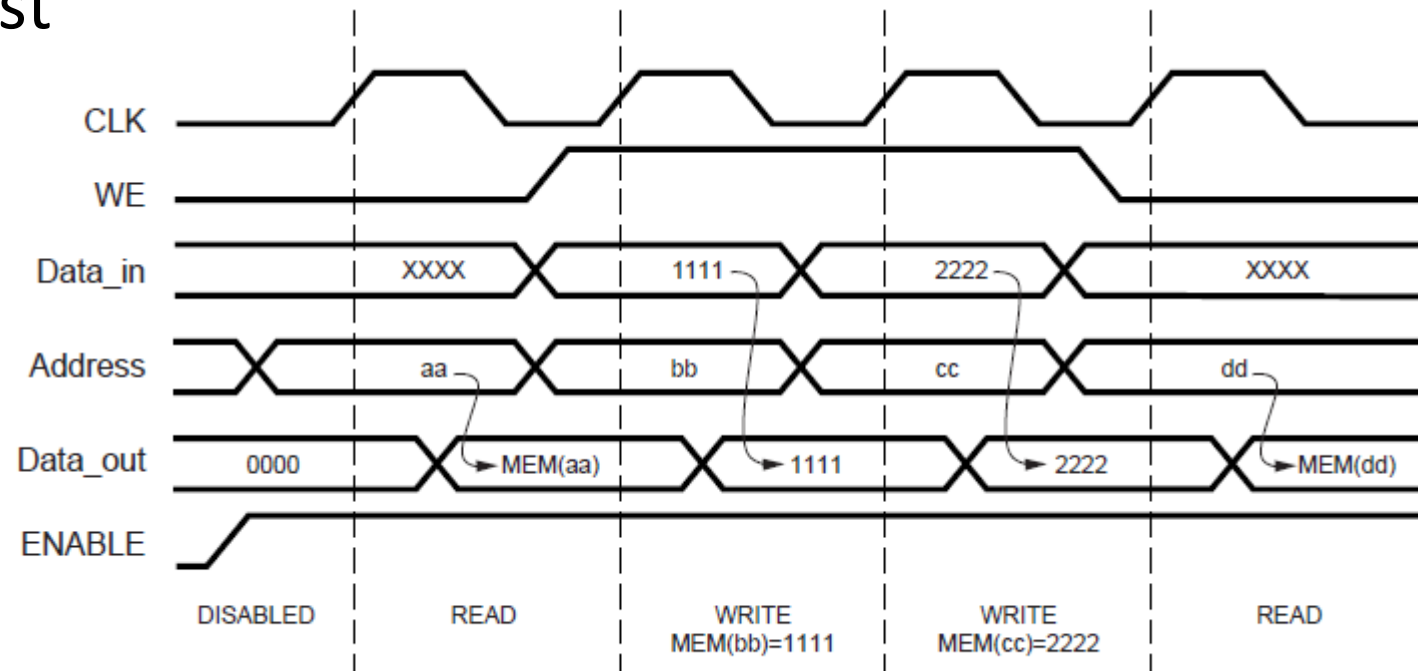 st
CLK
WE
Data_in XXXX 1111 2222 XXXX
Address aa bb cc dd
Data_out 0000 MEM(aa) 1111 2222 MEM(dd)
ENABLE
DISABLED READ WRITE WRITE READ
MEM(bb)=1111 MEM(cc)=2222